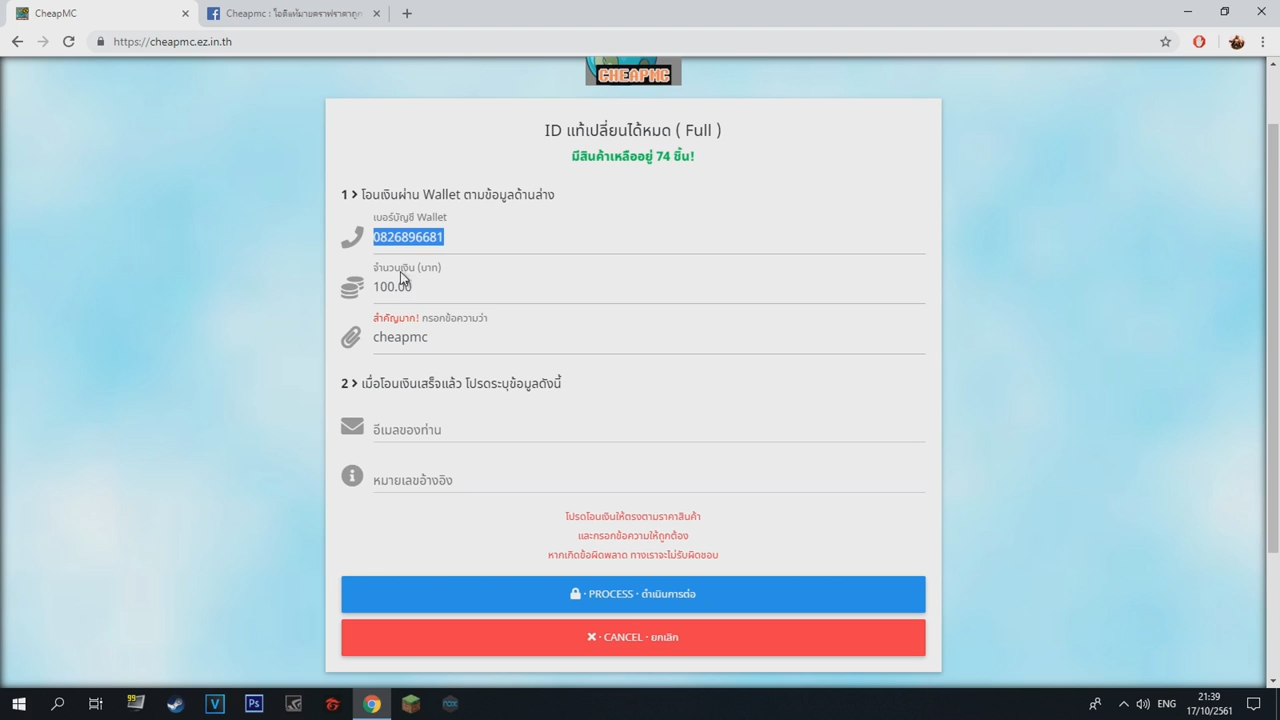 CheapMC
Cheapmc : ไอดีแท้มายคราฟราคาถูก
https://cheapmc.ez.in.th
CHEAPMC
ID แท้เปลี่ยนได้หมด ( Full )
มีสินค้าเหลืออยู่ 74 ชิ้น!
1 > โอนเงินผ่าน Wallet ตามข้อมูลด้านล่าง
เบอร์บัญชี Wallet
0826896681
จำนวนเงิน (บาท)
100.00
สำคัญมาก! กรอกข้อความว่า
cheapmc
2 > เมื่อโอนเงินเสร็จแล้ว โปรดระบุข้อมูลดังนี้
อีเมลของท่าน
หมายเลขอ้างอิง
โปรดโอนเงินให้ตรงตามราคาสินค้า
และกรอกข้อความให้ถูกต้อง
หากเกิดข้อผิดพลาด ทางเราจะไม่รับผิดชอบ
· PROCESS - ดำเนินการต่อ
· CANCEL - ยกเลิก
99
V
Ps
ENG
21:39
17/10/2561